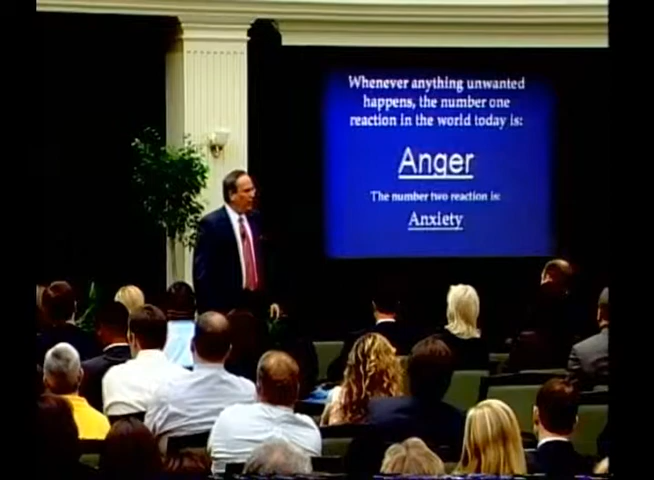 Whenever anything unwanted
happens, the number one
reaction in the world today is:
Anger
The number two reaction is:
Anxiety